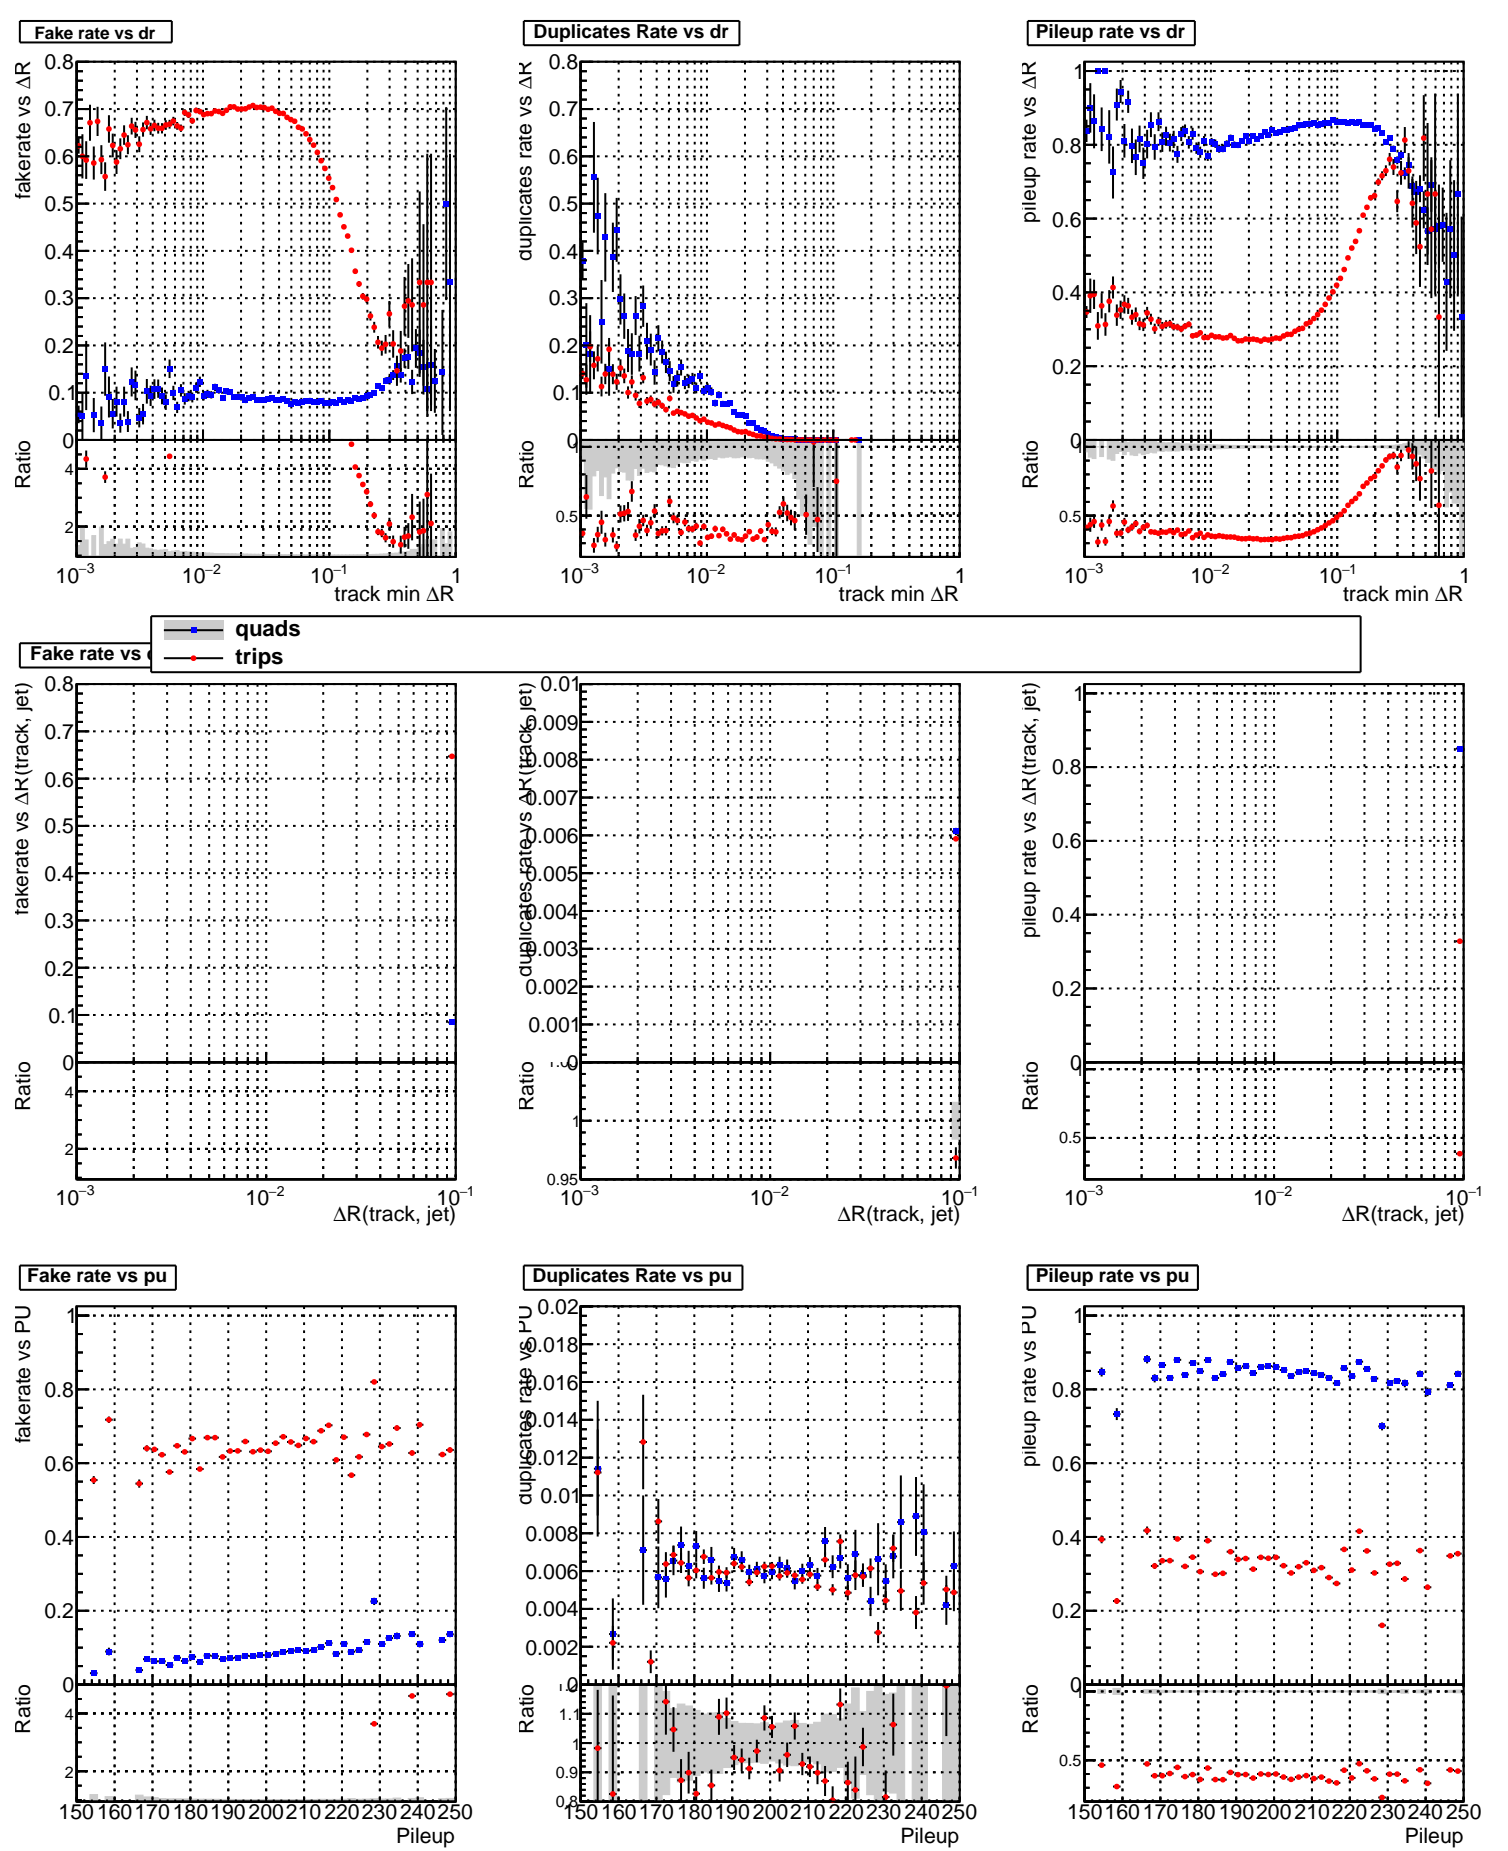 Fake rate vs dr
fakerate vs ΔR
0.8
0.7
0.6
0.5
0.4
0.3
0.2
0.1
0
Ratio
4
2
10⁻³ 10⁻² 10⁻¹ 1
track min ΔR
Duplicates Rate vs dr
duplicates rate vs ΔR
0.8
0.7
0.6
0.5
0.4
0.3
0.2
0.1
0
Ratio
0.5
10⁻³ 10⁻² 10⁻¹ 1
track min ΔR
Pileup rate vs dr
pileup rate vs ΔR
1
0.8
0.6
0.4
0.2
0
Ratio
1
0.5
10⁻³ 10⁻² 10⁻¹ 1
track min ΔR
quads
trips
Fake rate vs
fakerate vs ΔR(track, jet)
0.8
0.7
0.6
0.5
0.4
0.3
0.2
0.1
0
Ratio
4
2
10⁻³ 10⁻² 10⁻¹
ΔR(track, jet)
duplicates rate vs ΔR(track, jet)
0.01
0.009
0.008
0.007
0.006
0.005
0.004
0.003
0.002
0.001
0
Ratio
1
0.95
10⁻³ 10⁻² 10⁻¹
ΔR(track, jet)
pileup rate vs ΔR(track, jet)
1
0.8
0.6
0.4
0.2
0
Ratio
1
0.5
10⁻³ 10⁻² 10⁻¹
ΔR(track, jet)
Fake rate vs pu
fakerate vs PU
1
0.8
0.6
0.4
0.2
0
Ratio
4
2
150 160 170 180 190 200 210 220 230 240 250
Pileup
Duplicates Rate vs pu
duplicates rate vs PU
0.02
0.018
0.016
0.014
0.012
0.01
0.008
0.006
0.004
0.002
0
Ratio
1.1
1
0.9
0.8
150 160 170 180 190 200 210 220 230 240 250
Pileup
Pileup rate vs pu
pileup rate vs PU
1
0.8
0.6
0.4
0.2
0
Ratio
1
0.5
150 160 170 180 190 200 210 220 230 240 250
Pileup